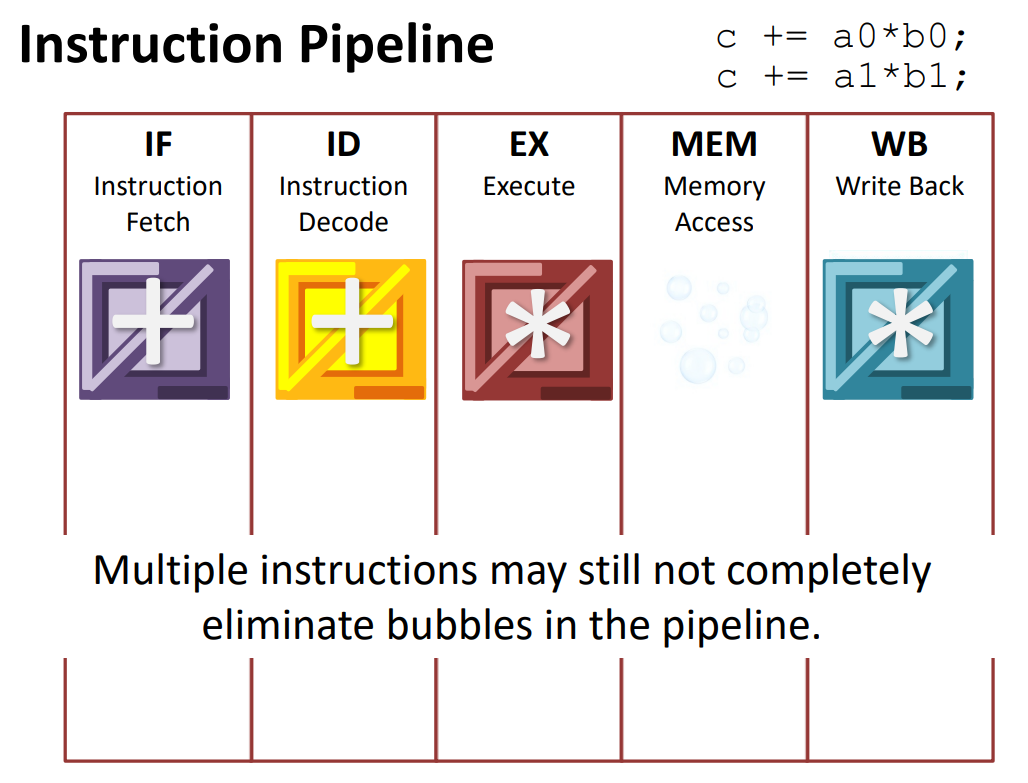 Instruction Pipeline
c += a0*b0;
c += a1*b1;
IF
Instruction
Fetch
ID
Instruction
Decode
EX
Execute
MEM
Memory
Access
WB
Write Back
+
+
*
*
Multiple instructions may still not completely
eliminate bubbles in the pipeline.